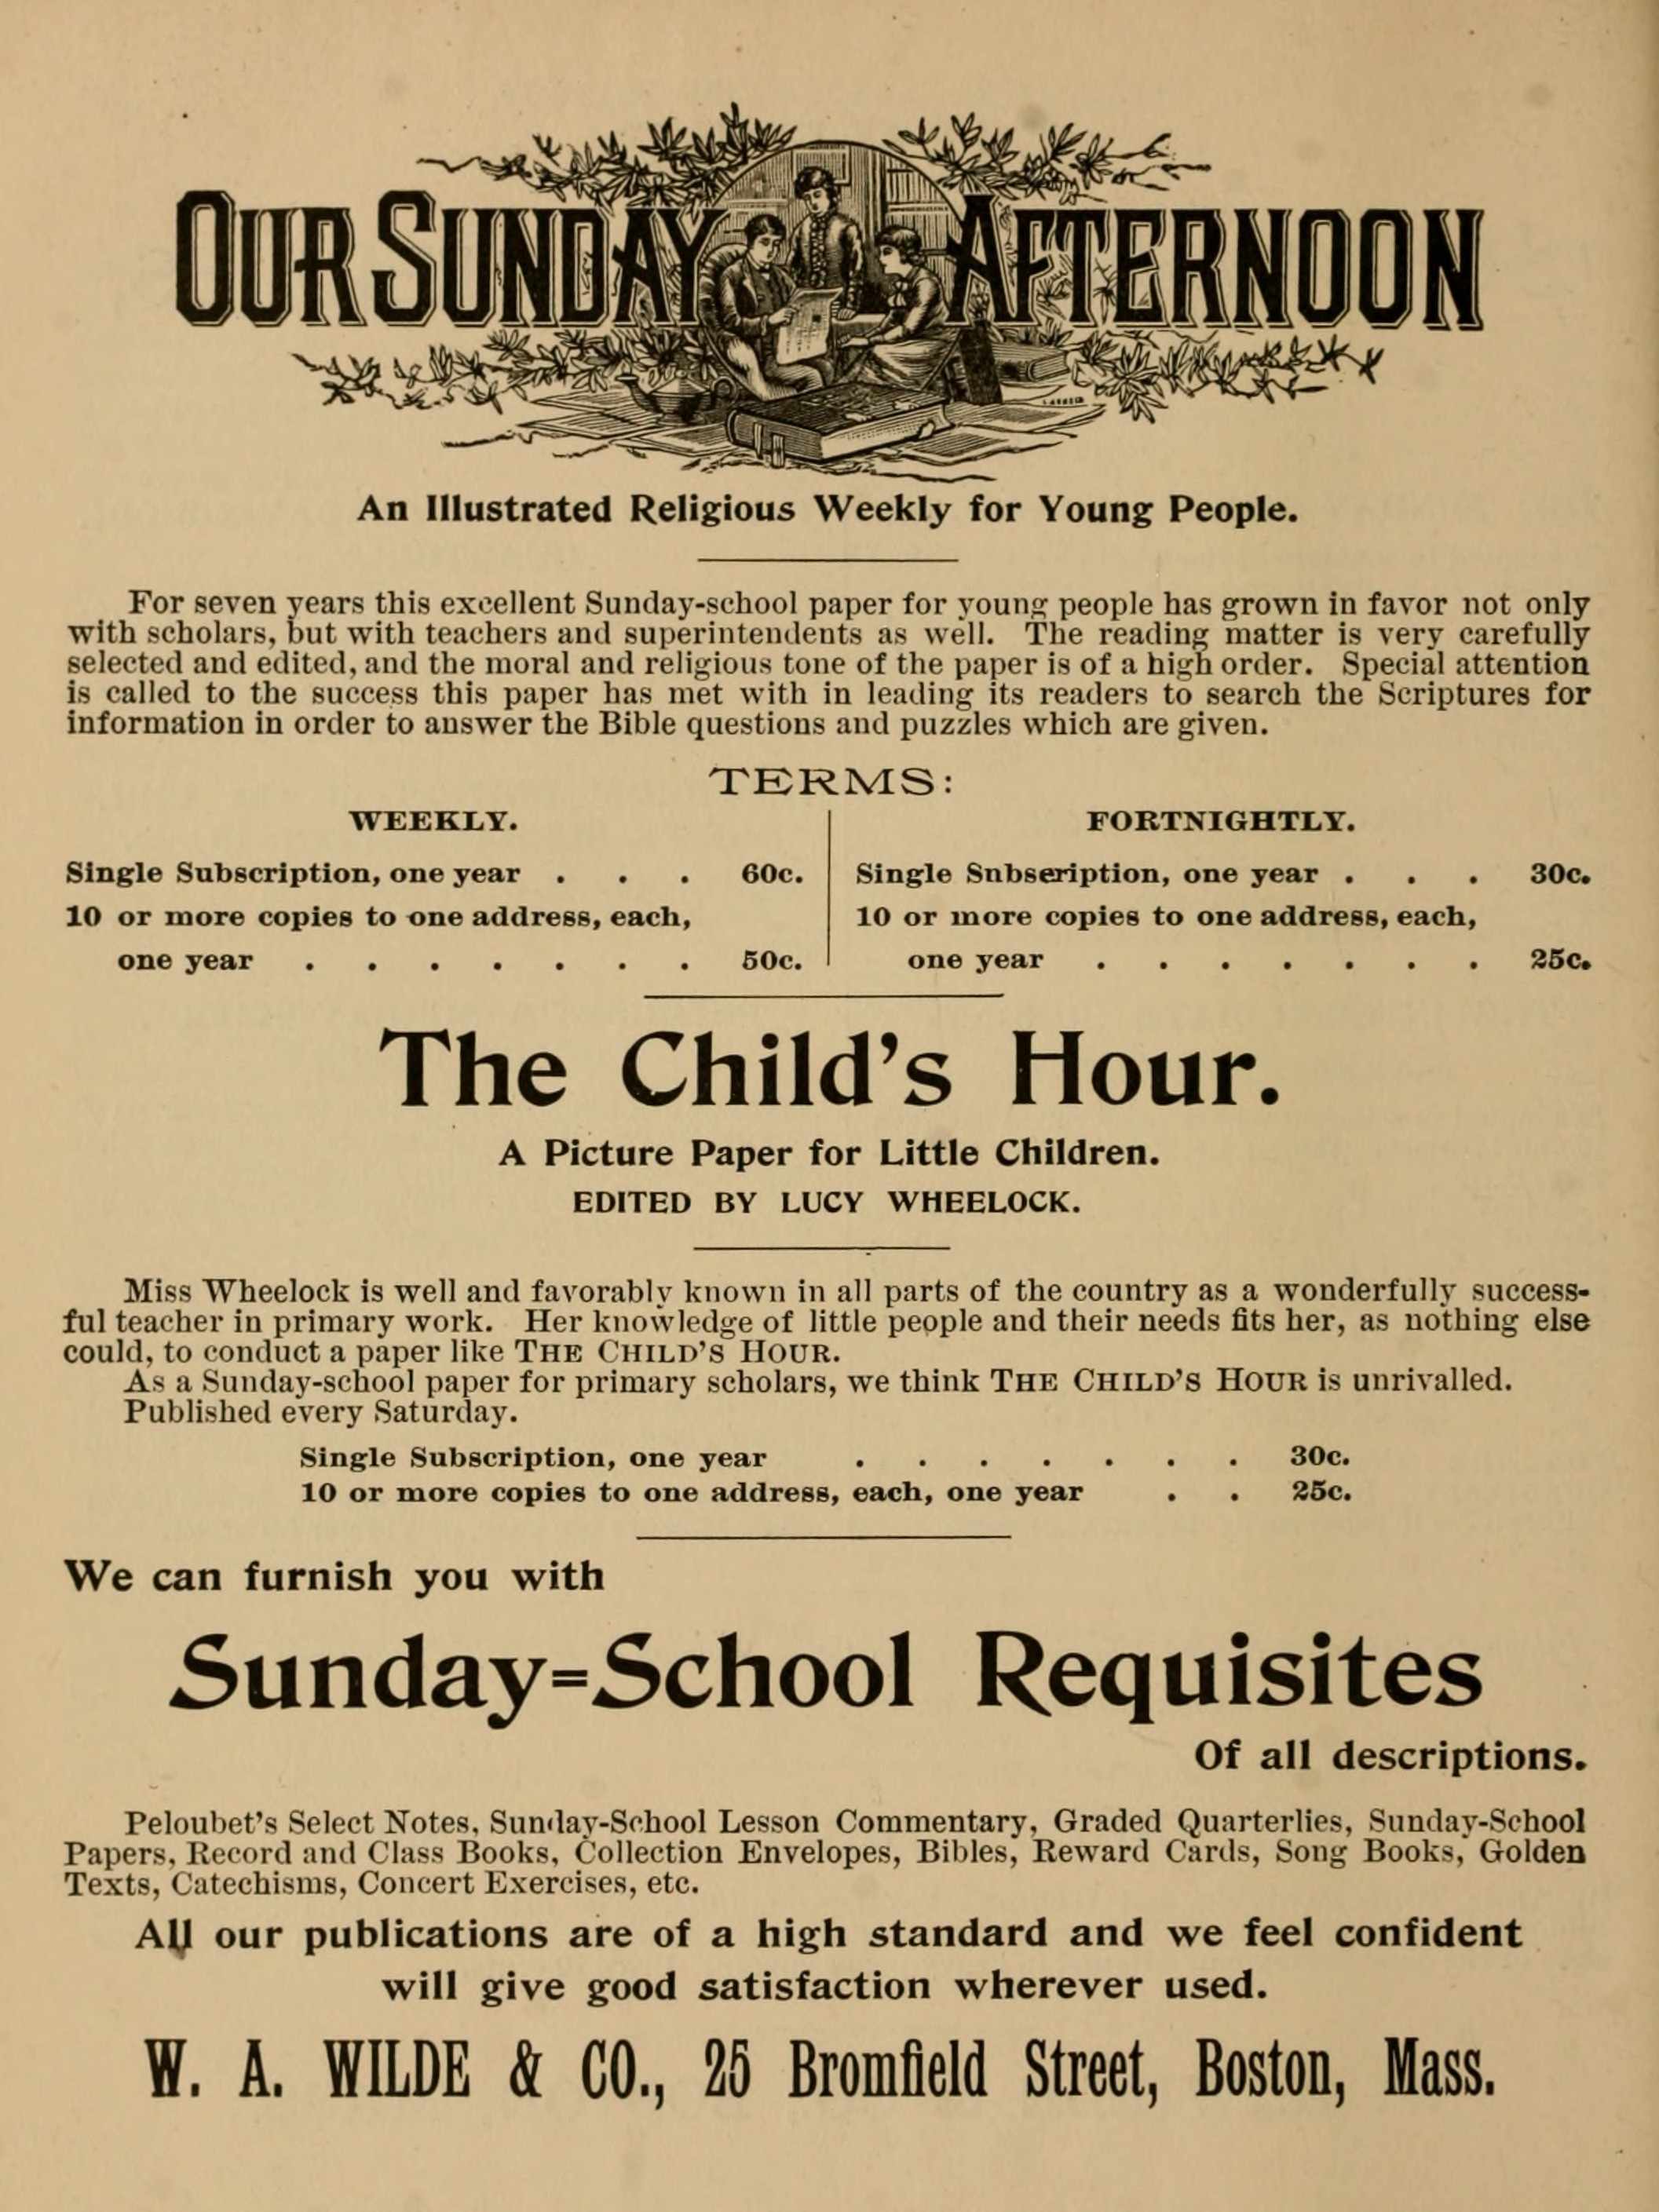 OUR SUNDAY AFTERNOON
An Illustrated Religious Weekly for Young People.
For seven years this excellent Sunday-school paper for young people has grown in favor not only
with scholars, but with teachers and superintendents as well. The reading matter is very carefully
selected and edited, and the moral and religious tone of the paper is of a high order. Special attention
is called to the success this paper has met with in leading its readers to search the Scriptures for
information in order to answer the Bible questions and puzzles which are given.
TERMS:
WEEKLY.
Single Subscription, one year . . . 60c.
10 or more copies to one address, each,
one year . . . . . . . 50c.
FORTNIGHTLY.
Single Snbseription, one year . . . 30c.
10 or more copies to one address, each,
one year . . . . . . . 25c.
The Child's Hour.
A Picture Paper for Little Children.
EDITED BY LUCY WHEELOCK.
Miss Wheelock is well and favorably known in all parts of the country as a wonderfully success-
ful teacher in primary work. Her knowledge of little people and their needs fits her, as nothing else
could, to conduct a paper like THE CHILD'S HOUR.
As a Sunday-school paper for primary scholars, we think THE CHILD'S HOUR is unrivalled.
Published every Saturday.
Single Subscription, one year . . . . . . . 30c.
10 or more copies to one address, each, one year . . 25c.
We can furnish you with
Sunday=School Requisites
Of all descriptions.
Peloubet's Select Notes, Sunday-School Lesson Commentary, Graded Quarterlies, Sunday-School
Papers, Record and Class Books, Collection Envelopes, Bibles, Reward Cards, Song Books, Golden
Texts, Catechisms, Concert Exercises, etc.
All our publications are of a high standard and we feel confident
will give good satisfaction wherever used.
W. A. WILDE & CO., 25 Bromfield Street, Boston, Mass.